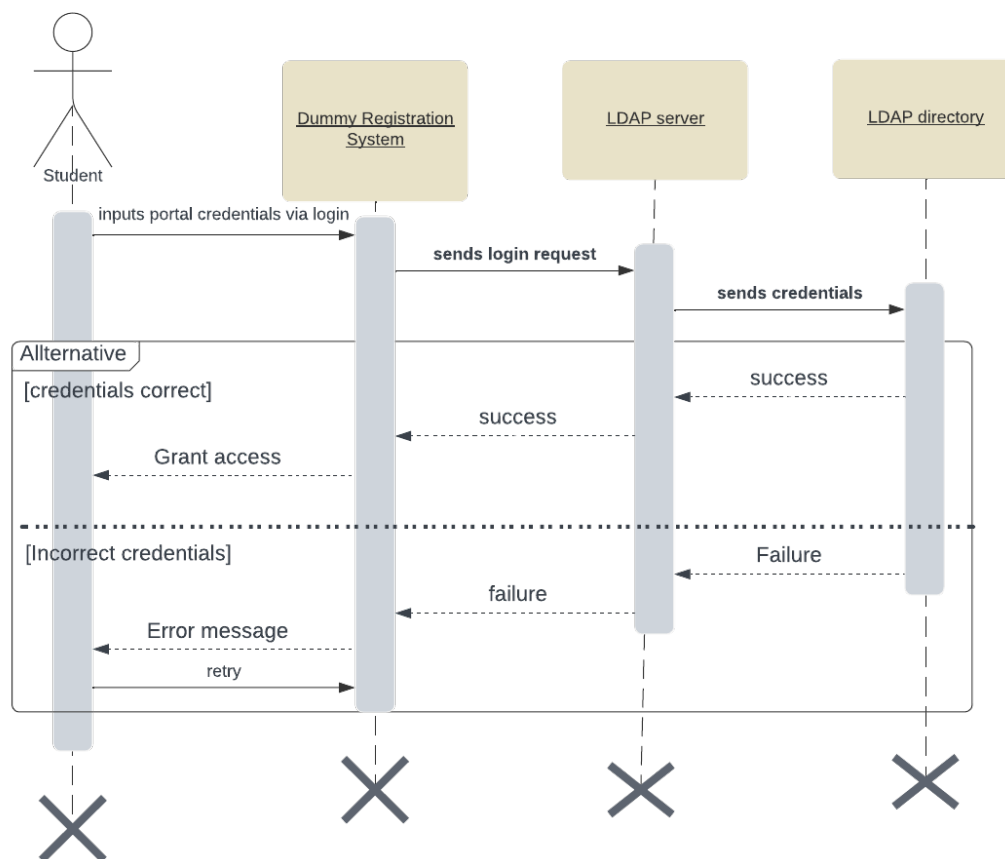 Student
Dummy Registration
System
LDAP server
LDAP directory
inputs portal credentials via login
sends login request
sends credentials
Allternative
[credentials correct]
success
success
Grant access
[Incorrect credentials]
Failure
failure
Error message
retry